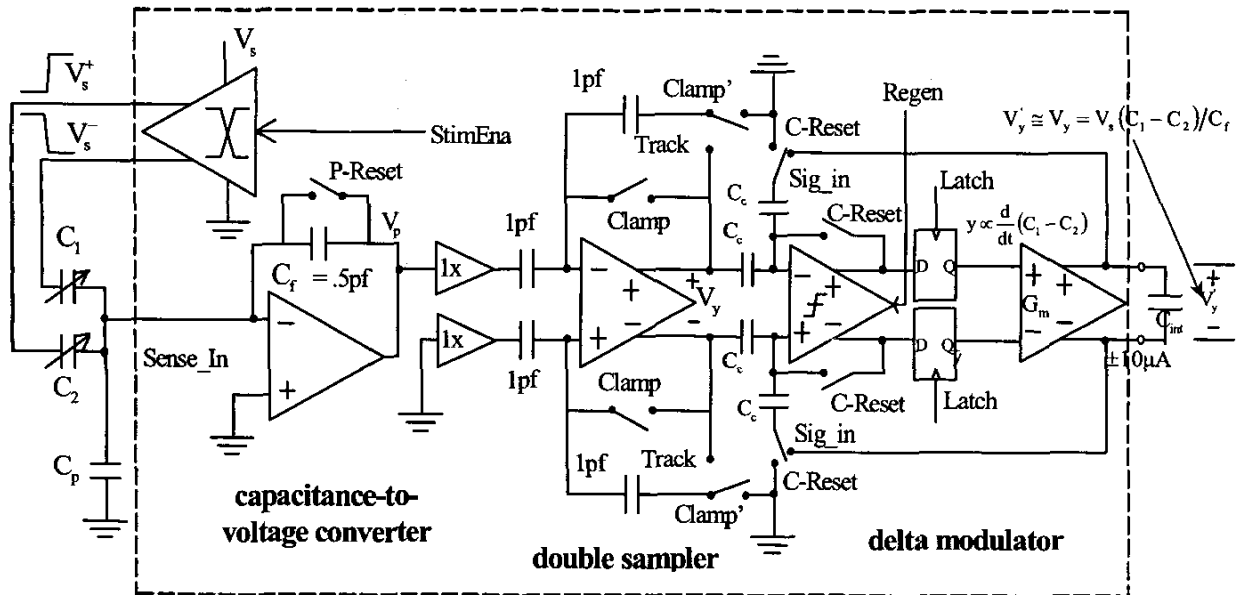 V_s
V_s^+
V_s^-
StimEna
P-Reset
V_p
C_1
C_f = .5pf
C_2
Sense_In
C_p
-
+
capacitance-to-
voltage converter
1x
1x
1pf
1pf
1pf
Clamp'
Track
Clamp
-
+
+
-
V_y
+
-
Clamp
Track
1pf
Clamp'
double sampler
C-Reset
Sig_in
C_c
C_c
C-Reset
Regen
-
+
+
-
C_c
C_c
C-Reset
Sig_in
C-Reset
Latch
D
Q
D
Q
Latch
y ∝ d/dt (C_1 − C_2)
+
+
G_m
-
-
C_int
±10μA
V_y'
+
-
V_y' ≅ V_y = V_s (C_1 − C_2)/C_f
delta modulator